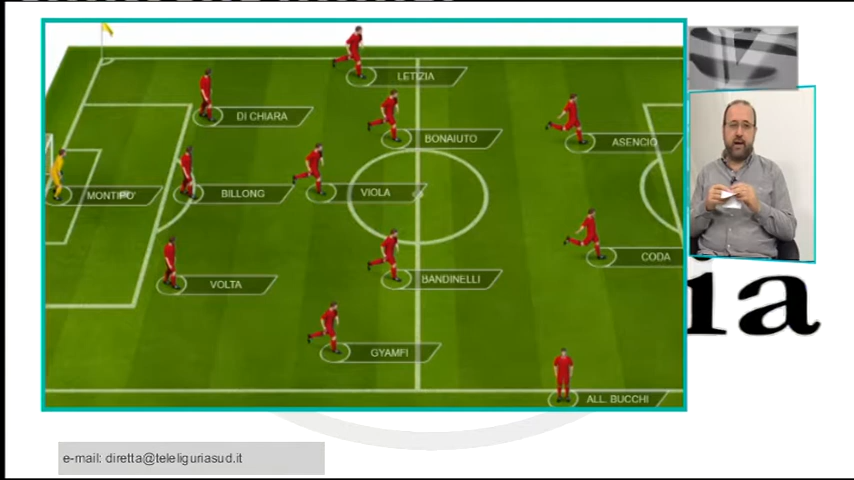 LETIZIA
DI CHIARA
BONAIUTO
ASENCIO
MONTIPO'
BILLONG
VIOLA
CODA
VOLTA
BANDINELLI
GYAMFI
ALL. BUCCHI
ia
e-mail: diretta@teleliguriasud.it